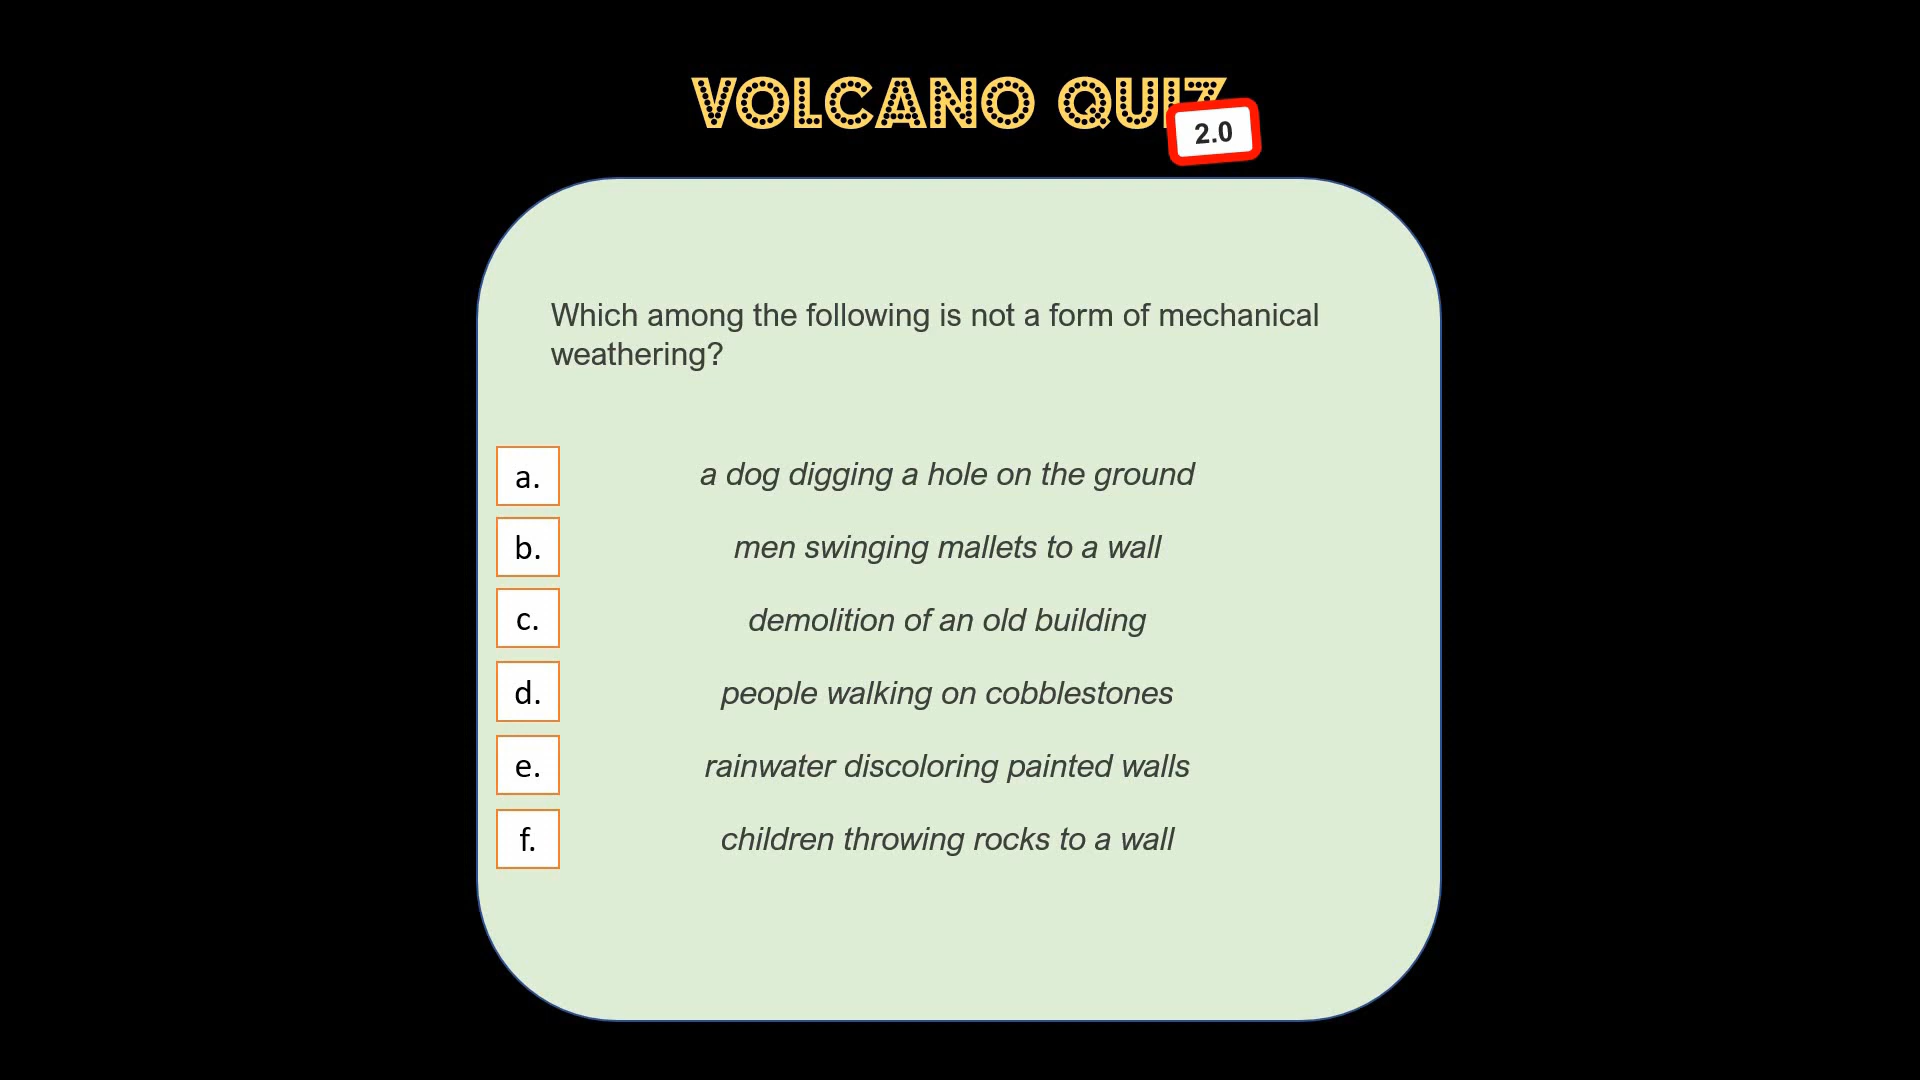 VOLCANO QUIZ
2.0
Which among the following is not a form of mechanical
weathering?
a. a dog digging a hole on the ground
b. men swinging mallets to a wall
c. demolition of an old building
d. people walking on cobblestones
e. rainwater discoloring painted walls
f. children throwing rocks to a wall